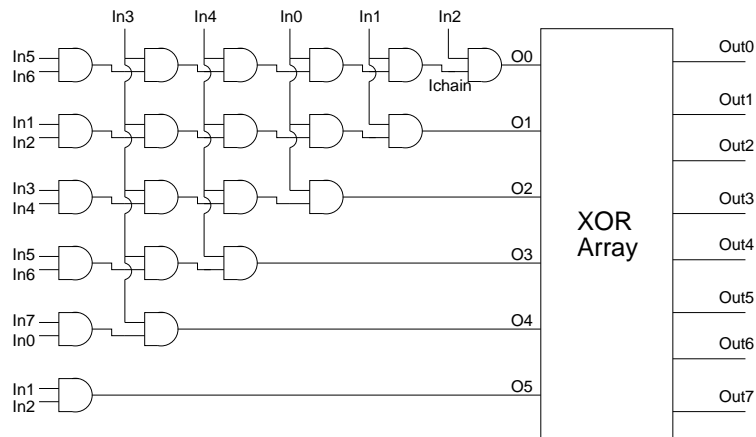 In3 In4 In0 In1 In2
In5 O0 Out0
In6
Ichain
In1 O1 Out1
In2
Out2
In3 O2
In4
Out3
XOR
Array
In5 O3 Out4
In6
Out5
In7 O4
In0
Out6
In1 O5
In2
Out7